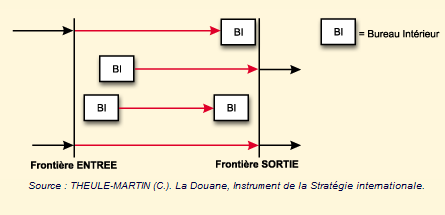 BI
BI = Bureau Intérieur
BI
BI
BI
Frontière ENTREE
Frontière SORTIE
Source : THEULE-MARTIN (C.). La Douane, Instrument de la Stratégie internationale.